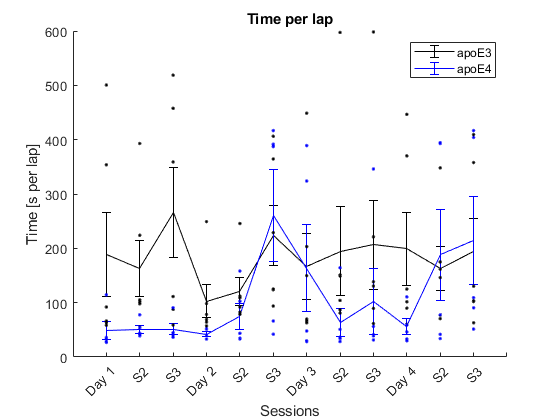 Time per lap
apoE3
apoE4
600
500
400
300
200
100
0
Time [s per lap]
Day 1 S2 S3 Day 2 S2 S3 Day 3 S2 S3 Day 4 S2 S3
Sessions